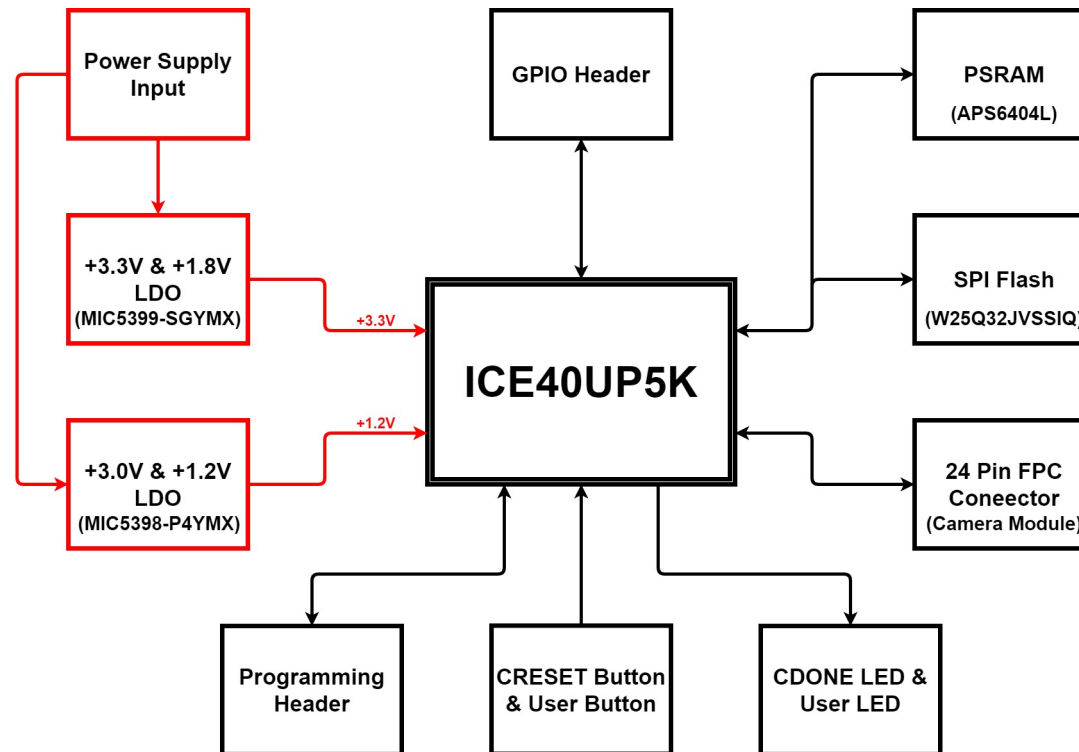 Power Supply
Input
GPIO Header
PSRAM
(APS6404L)
+3.3V & +1.8V
LDO
(MIC5399-SGYMX)
+3.3V
SPI Flash
(W25Q32JVSSIQ)
ICE40UP5K
+3.0V & +1.2V
LDO
(MIC5398-P4YMX)
+1.2V
24 Pin FPC
Coneector
(Camera Module)
Programming
Header
CRESET Button
& User Button
CDONE LED &
User LED